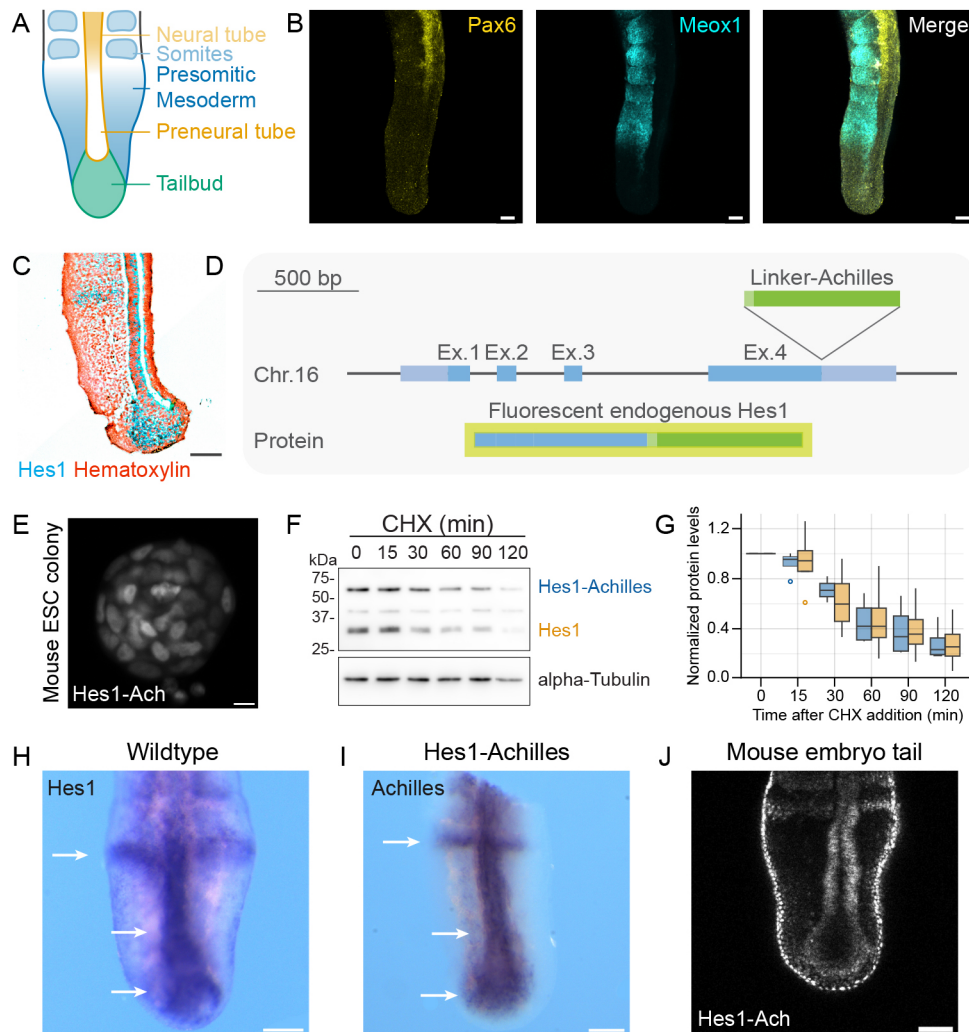 A
Neural tube
Somites
Presomitic
Mesoderm
Preneural tube
Tailbud
B
Pax6
Meox1
Merge
C
Hes1 Hematoxylin
D
500 bp
Linker-Achilles
Ex.1 Ex.2 Ex.3 Ex.4
Chr.16
Fluorescent endogenous Hes1
Protein
E
Mouse ESC colony
Hes1-Ach
F
CHX (min)
0 15 30 60 90 120
kDa
75-
50-
37-
25-
Hes1-Achilles
Hes1
alpha-Tubulin
G
Normalized protein levels
1.2
0.8
0.4
0.0
0 15 30 60 90 120
Time after CHX addition (min)
H
Wildtype
Hes1
I
Hes1-Achilles
Achilles
J
Mouse embryo tail
Hes1-Ach